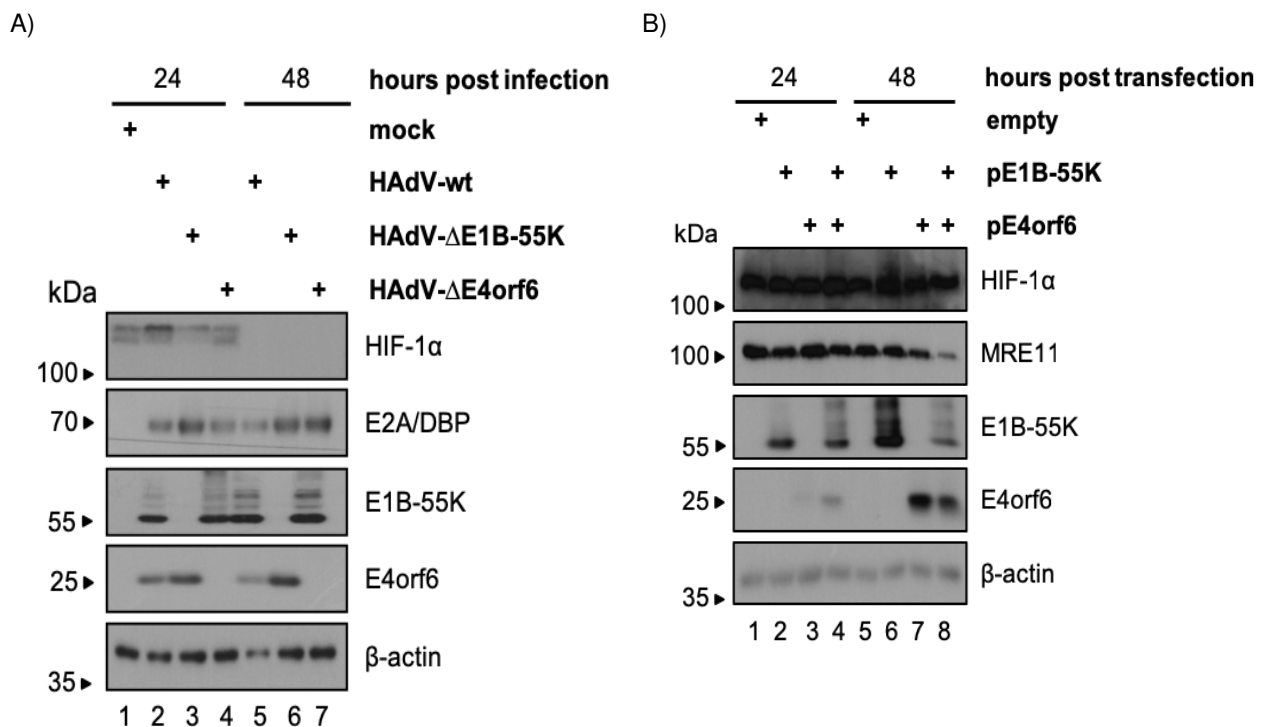 A)
24 48 hours post infection
+ mock
+ + HAdV-wt
+ + HAdV-ΔE1B-55K
kDa + + HAdV-ΔE4orf6
HIF-1α
100
70 E2A/DBP
E1B-55K
55
25 E4orf6
β-actin
35
1 2 3 4 5 6 7
B)
24 48 hours post transfection
+ + empty
+ + + + pE1B-55K
kDa + + + + pE4orf6
HIF-1α
100
100 MRE11
E1B-55K
55
25 E4orf6
β-actin
35
1 2 3 4 5 6 7 8